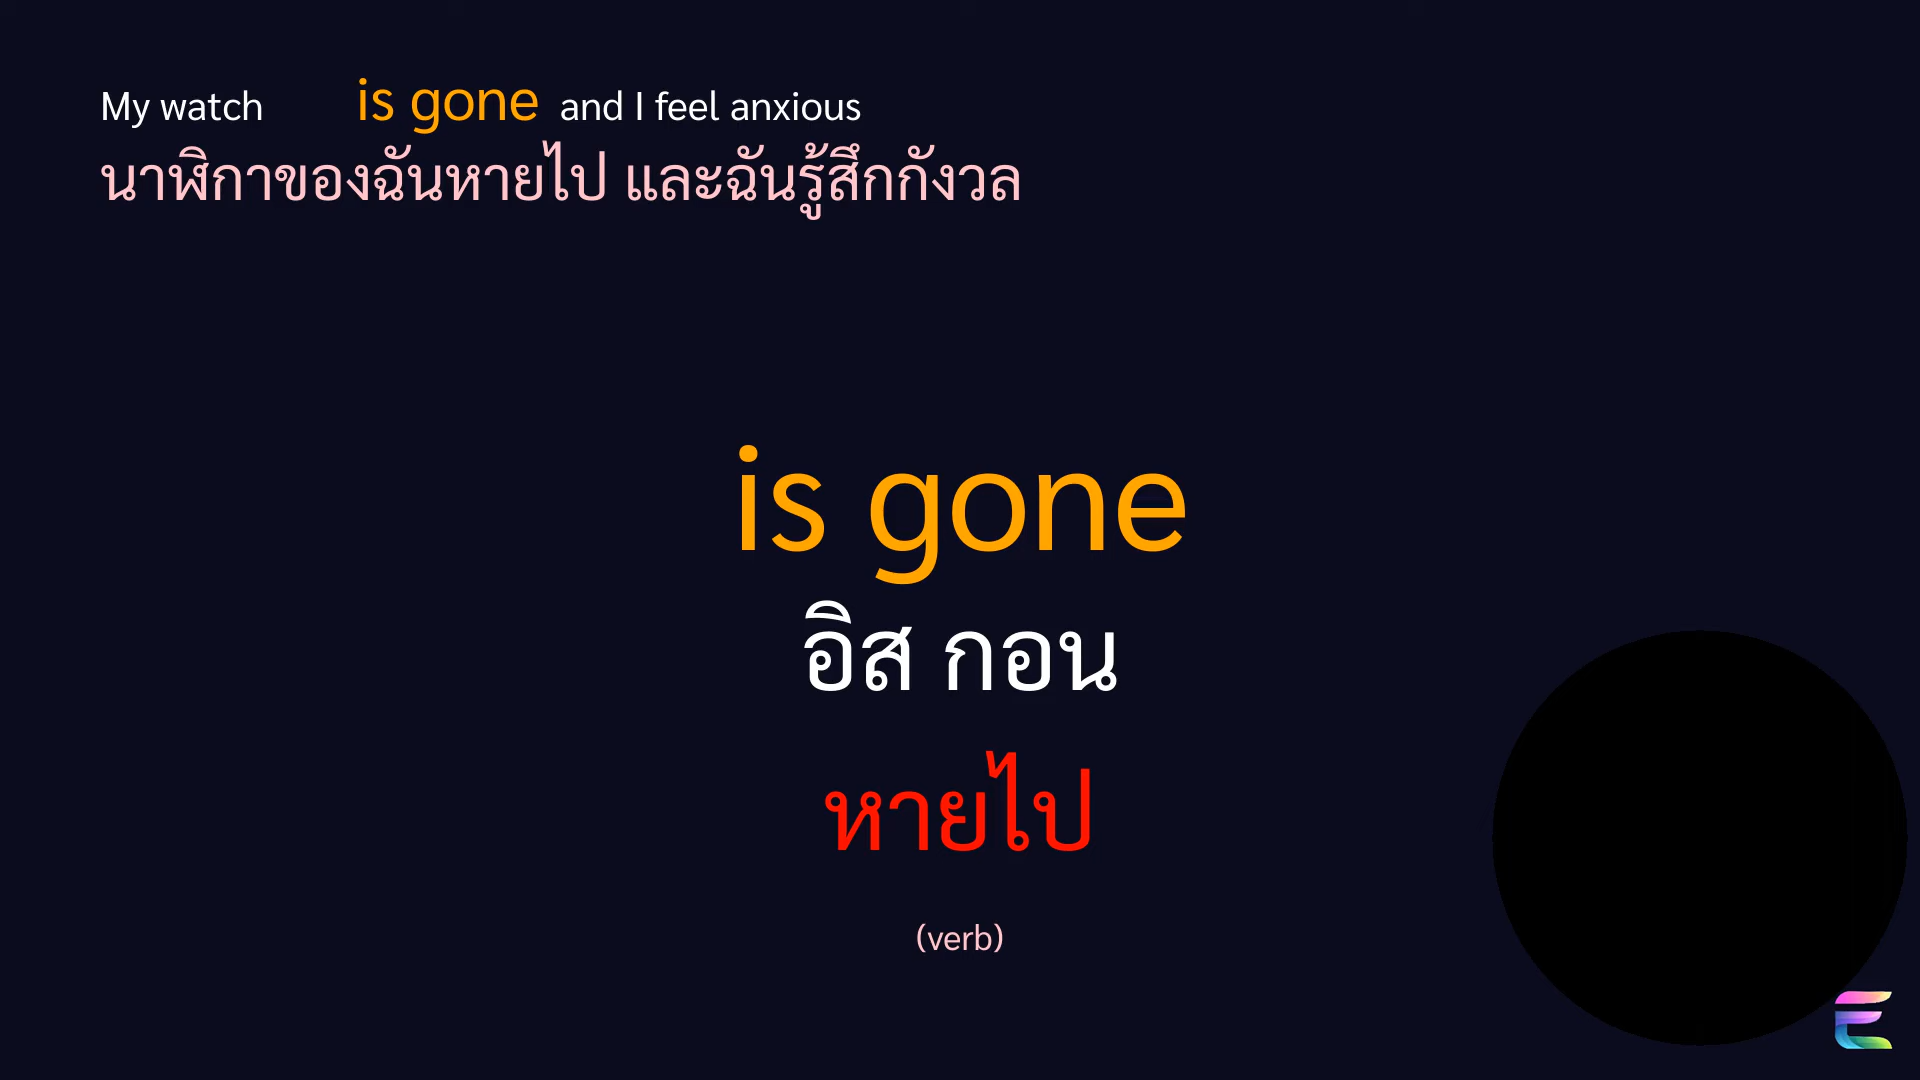 My watch is gone and I feel anxious
นาฬิกาของฉันหายไป และฉันรู้สึกกังวล
is gone
อิส กอน
หายไป
(verb)